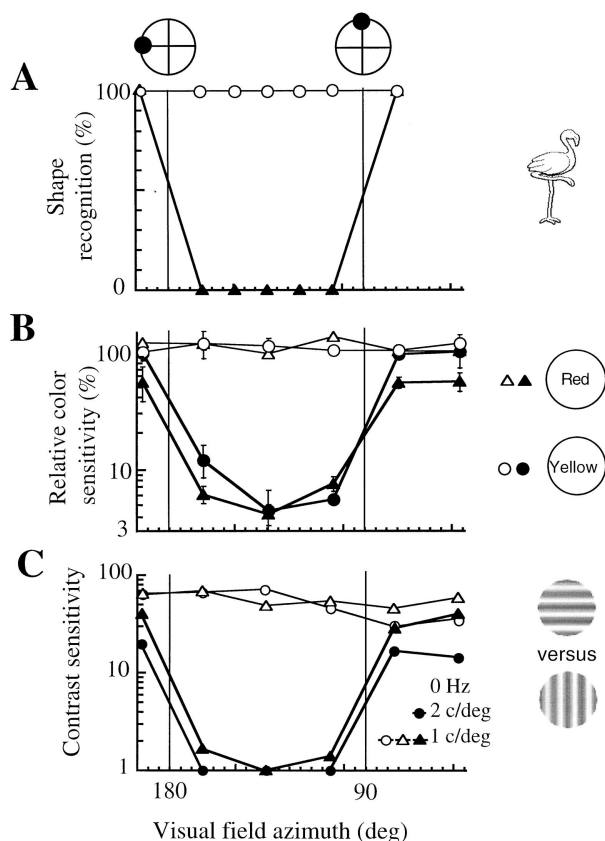 A
100
0
Shape
recognition (%)
B
100
10
3
Relative color
sensitivity (%)
Red
Yellow
C
100
10
1
Contrast sensitivity
0 Hz
2 c/deg
1 c/deg
versus
180
90
Visual field azimuth (deg)